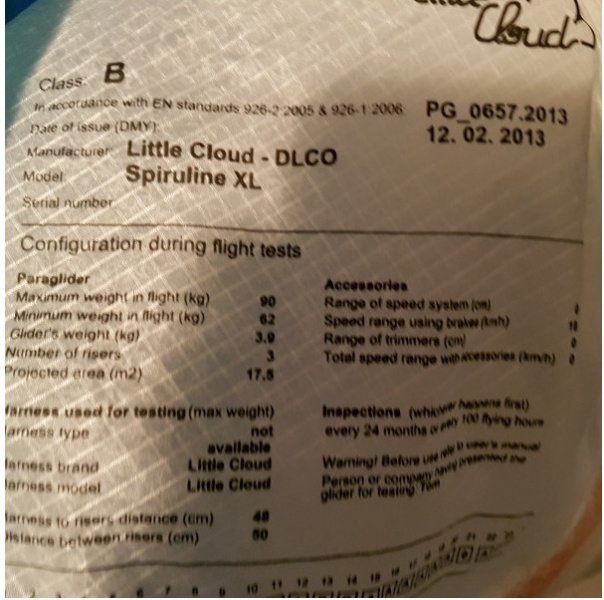 Cloud
Class: B
In accordance with EN standards 926-2:2005 & 926-1:2006 PG_0657.2013
Date of issue (DMY): 12. 02. 2013
Manufacturer: Little Cloud - DLCO
Model: Spiruline XL
Serial number:
Configuration during flight tests
Paraglider
Maximum weight in flight (kg) 90
Minimum weight in flight (kg) 62
Glider's weight (kg) 3.9
Number of risers 3
Projected area (m2) 17.5
Accessories
Range of speed system (cm) 0
Speed range using brakes (km/h) 18
Range of trimmers (cm) 0
Total speed range with accessories (km/h) 0
Harness used for testing (max weight)
Harness type not
available
Harness brand Little Cloud
Harness model Little Cloud
Harness to risers distance (cm) 48
Distance between risers (cm) 50
Inspections (whichever happens first)
every 24 months or every 100 flying hours
Warning! Before use refer to user's manual
Person or company having presented the
glider for testing: Tom
6 7 8 9 10 11 12 13 14 15 16 17 18 19 20 21 22